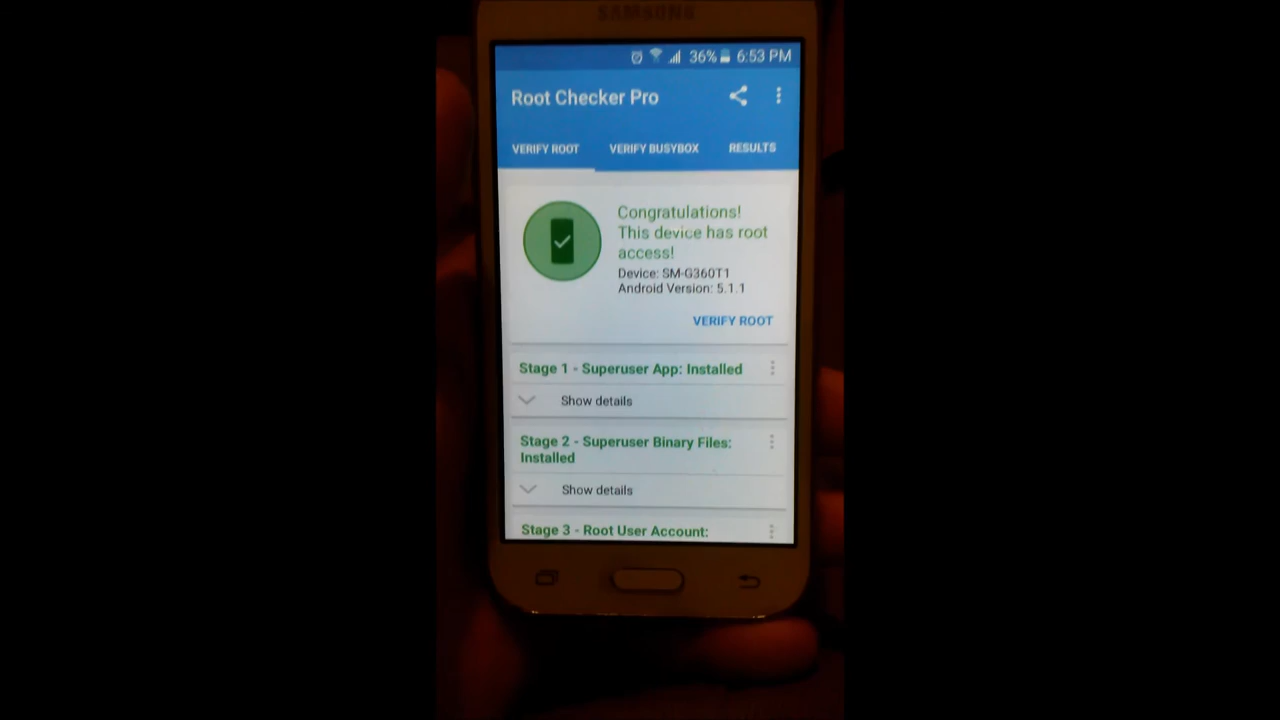 SAMSUNG
36% 6:53 PM
Root Checker Pro
VERIFY ROOT VERIFY BUSYBOX RESULTS
Congratulations!
This device has root
access!
Device: SM-G360T1
Android Version: 5.1.1
VERIFY ROOT
Stage 1 - Superuser App: Installed
Show details
Stage 2 - Superuser Binary Files:
Installed
Show details
Stage 3 - Root User Account: